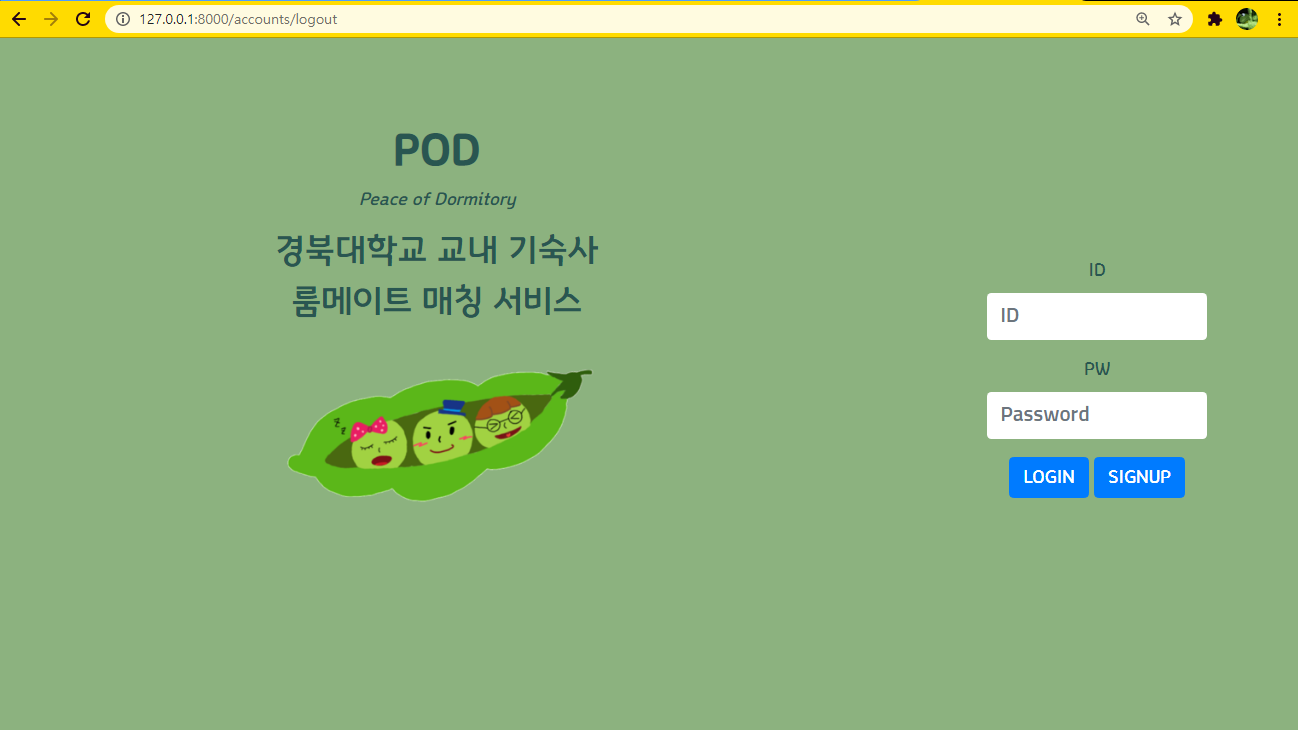 127.0.0.1:8000/accounts/logout
POD
Peace of Dormitory
경북대학교 교내 기숙사
룸메이트 매칭 서비스
z
z
ID
ID
PW
Password
LOGIN SIGNUP